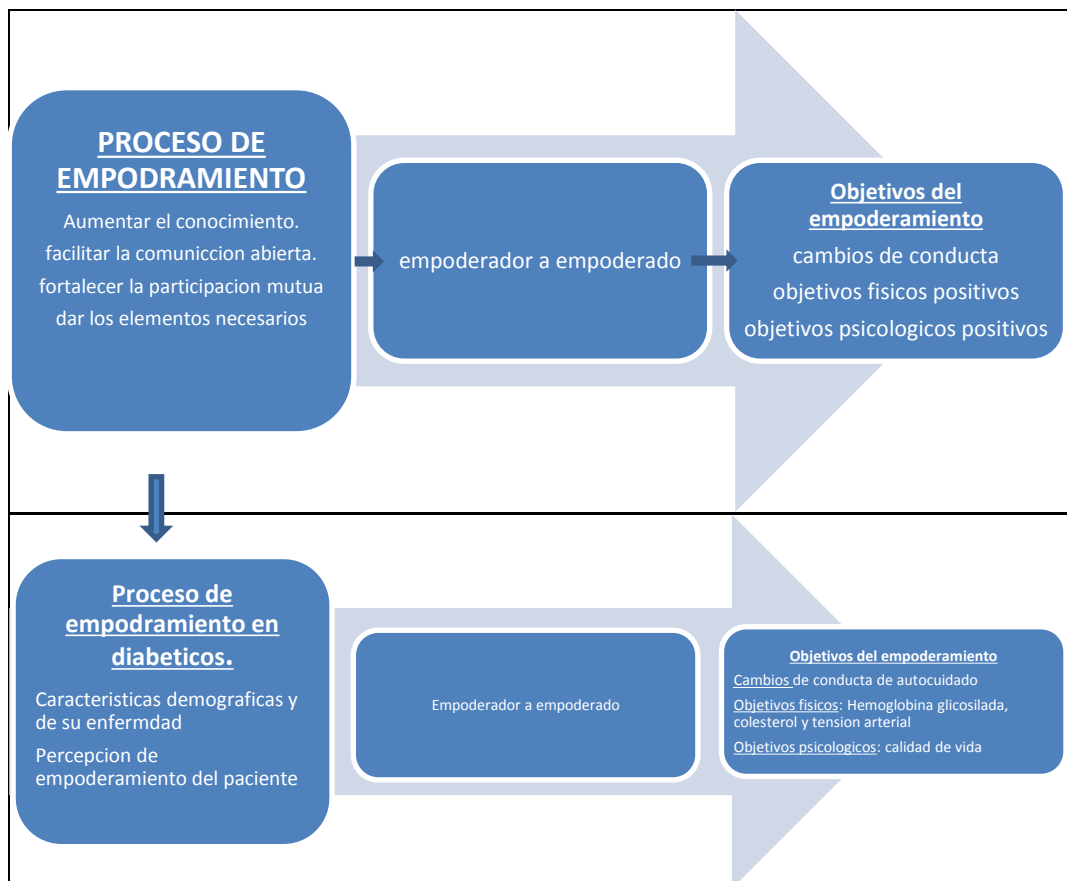 PROCESO DE
EMPODRAMIENTO
Aumentar el conocimiento.
facilitar la comuniccion abierta.
fortalecer la participacion mutua
dar los elementos necesarios
empoderador a empoderado
Objetivos del
empoderamiento
cambios de conducta
objetivos fisicos positivos
objetivos psicologicos positivos
Proceso de
empodramiento en
diabeticos.
Caracteristicas demograficas y
de su enfermdad
Percepcion de
empoderamiento del paciente
Empoderador a empoderado
Objetivos del empoderamiento
Cambios de conducta de autocuidado
Objetivos fisicos: Hemoglobina glicosilada,
colesterol y tension arterial
Objetivos psicologicos: calidad de vida